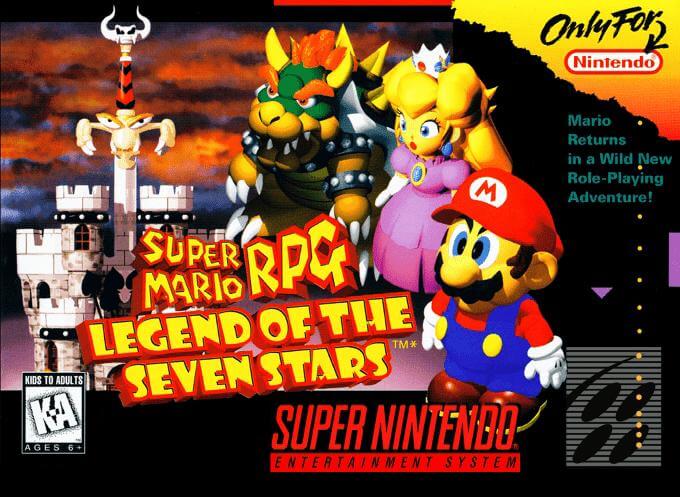 Only For
Nintendo
Mario
Returns
in a Wild New
Role-Playing
Adventure!
SUPER
MARIO RPG
LEGEND OF THE
SEVEN STARS TM*
M
KIDS TO ADULTS
KA
AGES 6+
SUPER NINTENDO
ENTERTAINMENT SYSTEM